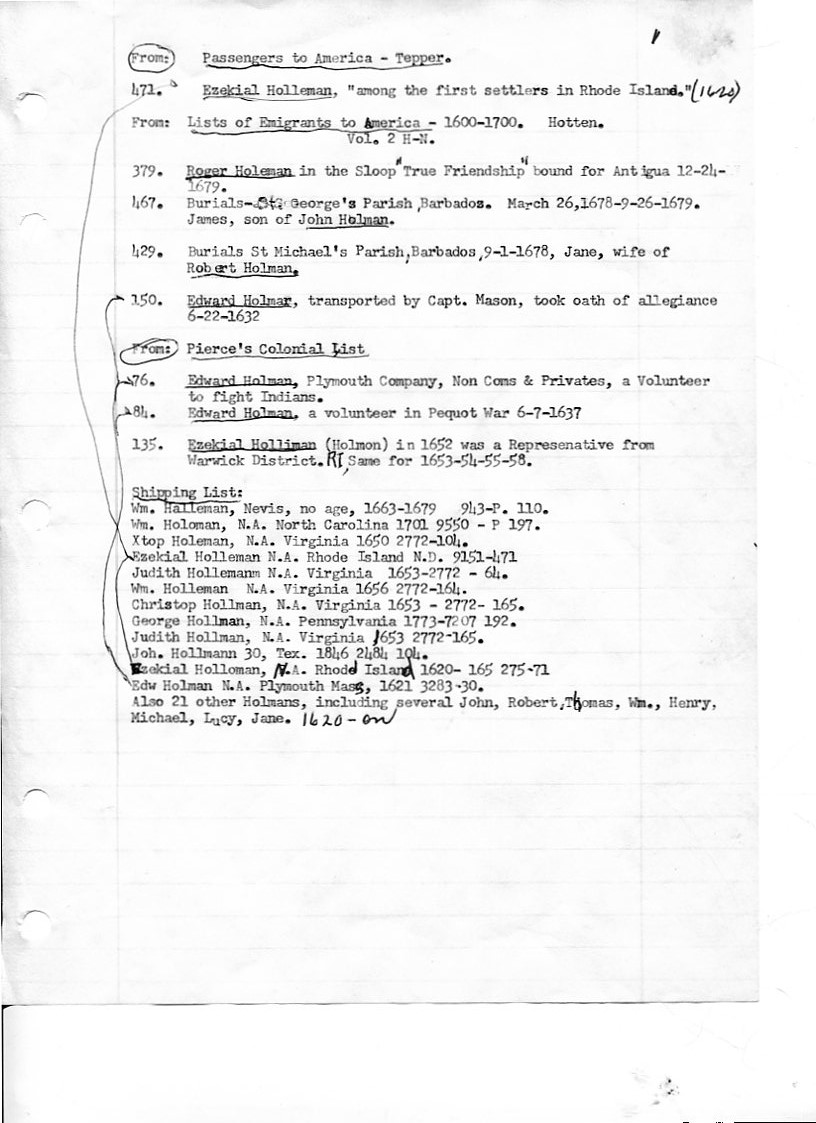 1
From: Passengers to America - Tepper.
471. Ezekial Holleman, "among the first settlers in Rhode Island." (1620)
From: Lists of Emigrants to America - 1600-1700. Hotten.
Vol. 2 H-N.
379. Roger Holeman in the Sloop "True Friendship" bound for Antigua 12-24-
1679.
467. Burials- St. George's Parish, Barbados. March 26,1678-9-26-1679.
James, son of John Holman.
429. Burials St Michael's Parish, Barbados, 9-1-1678, Jane, wife of
Robert Holman.
150. Edward Holmar, transported by Capt. Mason, took oath of allegiance
6-22-1632
From: Pierce's Colonial List
76. Edward Holman, Plymouth Company, Non Coms & Privates, a Volunteer
to fight Indians.
84. Edward Holman, a volunteer in Pequot War 6-7-1637
135. Ezekial Holliman (Holmon) in 1652 was a Represenative from
Warwick District. RI, Same for 1653-54-55-58.
Shipping List:
Wm. Halleman, Nevis, no age, 1663-1679 943-P. 110.
Wm. Holoman, N.A. North Carolina 1701 9550 - P 197.
Xtop Holeman, N.A. Virginia 1650 2772-104.
Ezekial Holleman N.A. Rhode Island N.D. 9151-471
Judith Hollemann N.A. Virginia 1653-2772 - 64.
Wm. Holleman N.A. Virginia 1656 2772-164.
Christop Hollman, N.A. Virginia 1653 - 2772- 165.
George Hollman, N.A. Pennsylvania 1773-7207 192.
Judith Hollman, N.A. Virginia 1653 2772-165.
Joh. Hollmann 30, Tex. 1846 2484 104.
Ezekial Holloman, N.A. Rhode Island 1620- 165 275-71
Edw Holman N.A. Plymouth Mass, 1621 3283-30.
Also 21 other Holmans, including several John, Robert, Thomas, Wm., Henry,
Michael, Lucy, Jane. 1620-on